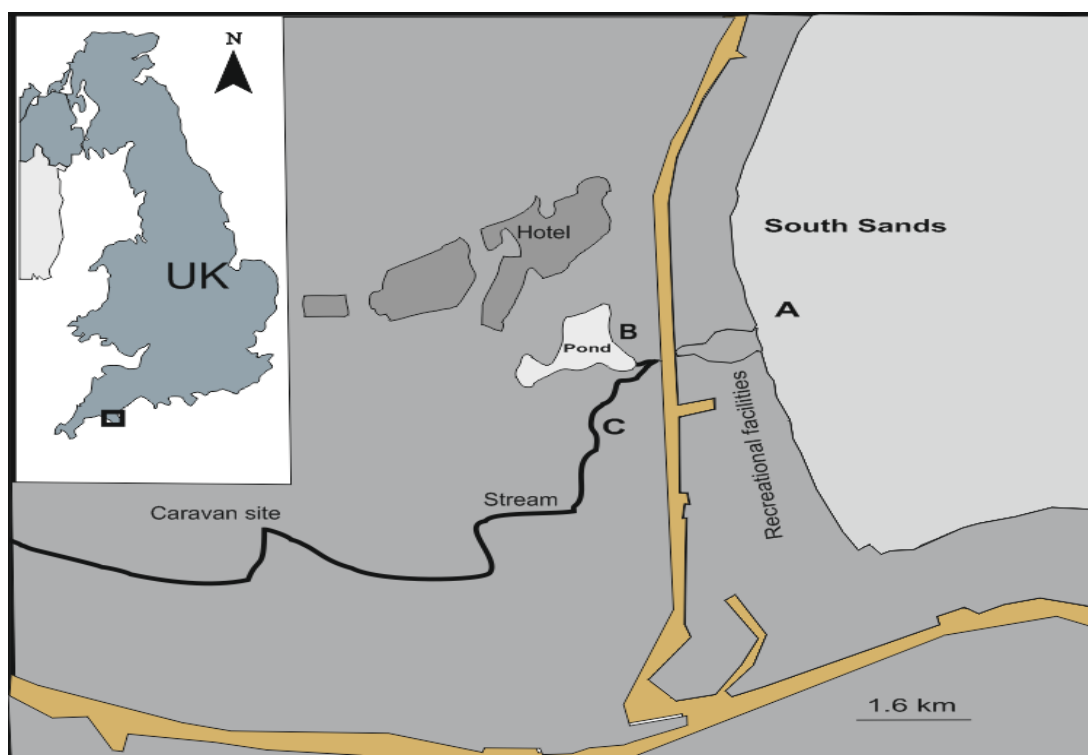 N
UK
Hotel
South Sands
A
B
Pond
C
Recreational facilities
Stream
Caravan site
1.6 km